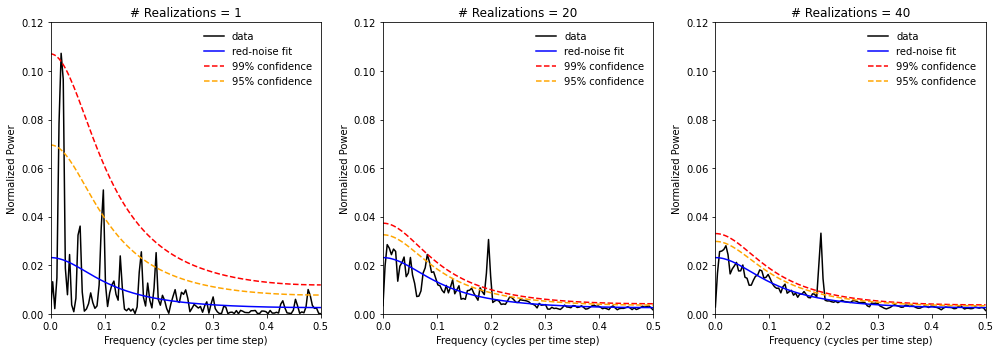 # Realizations = 1
Normalized Power
0.12
0.10
0.08
0.06
0.04
0.02
0.00
data
red-noise fit
99% confidence
95% confidence
0.0 0.1 0.2 0.3 0.4 0.5
Frequency (cycles per time step)
# Realizations = 20
Normalized Power
0.12
0.10
0.08
0.06
0.04
0.02
0.00
data
red-noise fit
99% confidence
95% confidence
0.0 0.1 0.2 0.3 0.4 0.5
Frequency (cycles per time step)
# Realizations = 40
Normalized Power
0.12
0.10
0.08
0.06
0.04
0.02
0.00
data
red-noise fit
99% confidence
95% confidence
0.0 0.1 0.2 0.3 0.4 0.5
Frequency (cycles per time step)